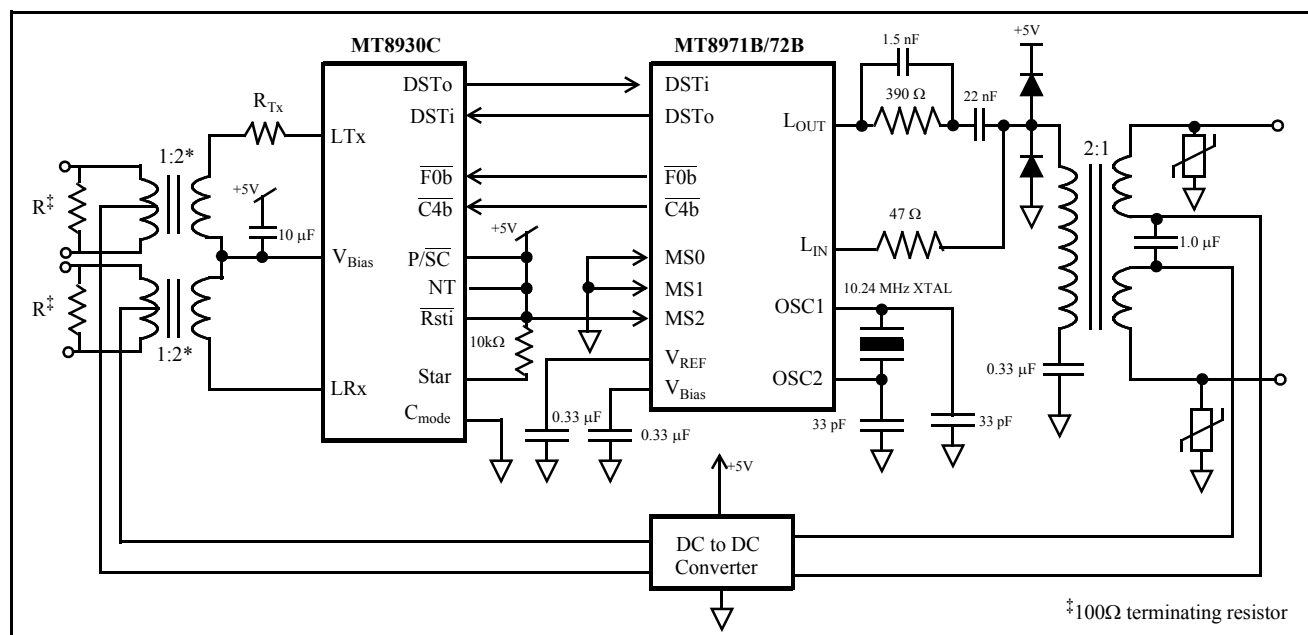 MT8930C
MT8971B/72B
+5V
1.5 nF
DSTo
DSTi
R_Tx
390 Ω
22 nF
DSTi
DSTo
LTx
L_OUT
1:2*
2:1
+5V
F0b
F0b
R‡
C4b
C4b
10 µF
+5V
47 Ω
1.0 µF
V_Bias
P/SC
MS0
L_IN
NT
MS1
10.24 MHz XTAL
R‡
Rsti
MS2
OSC1
1:2*
10kΩ
V_REF
0.33 µF
Star
OSC2
LRx
V_Bias
C_mode
0.33 µF
0.33 µF
33 pF
33 pF
+5V
DC to DC
Converter
‡100Ω terminating resistor